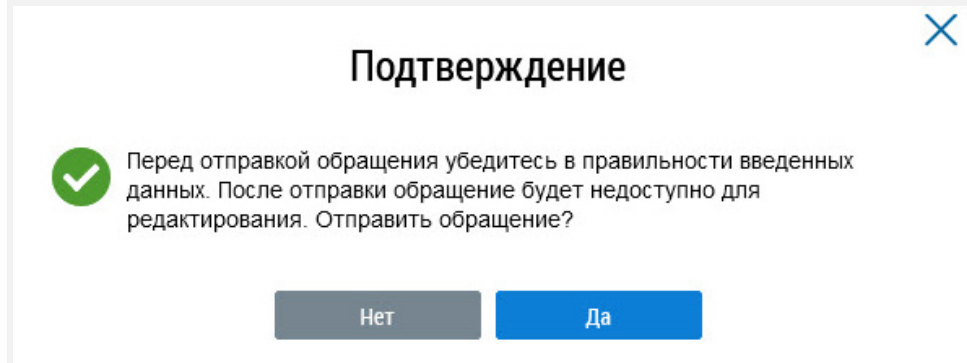 Подтверждение
Перед отправкой обращения убедитесь в правильности введенных
данных. После отправки обращение будет недоступно для
редактирования. Отправить обращение?
Нет
Да